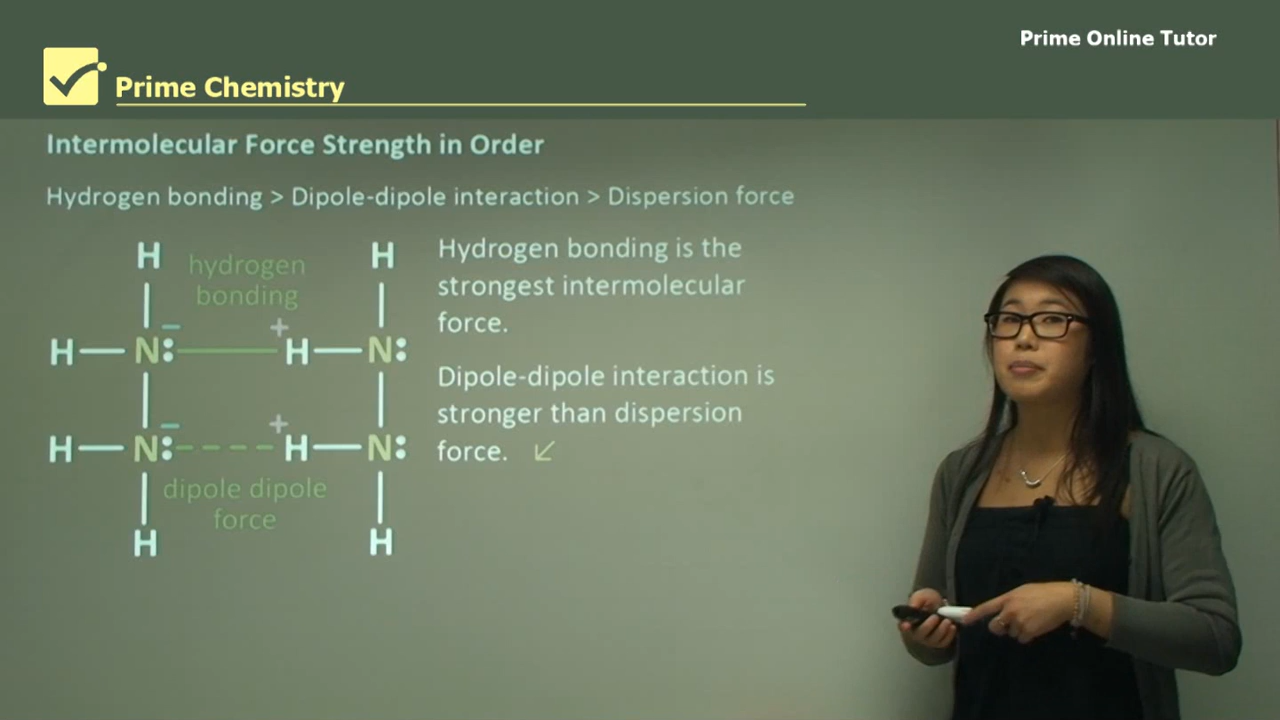 Prime Online Tutor
Prime Chemistry
Intermolecular Force Strength in Order
Hydrogen bonding > Dipole-dipole interaction > Dispersion force
Hydrogen bonding is the
strongest intermolecular
force.
Dipole-dipole interaction is
stronger than dispersion
force.
H H
hydrogen
bonding
− +
H N: H N:
− +
H N: H N:
dipole dipole
force
H H